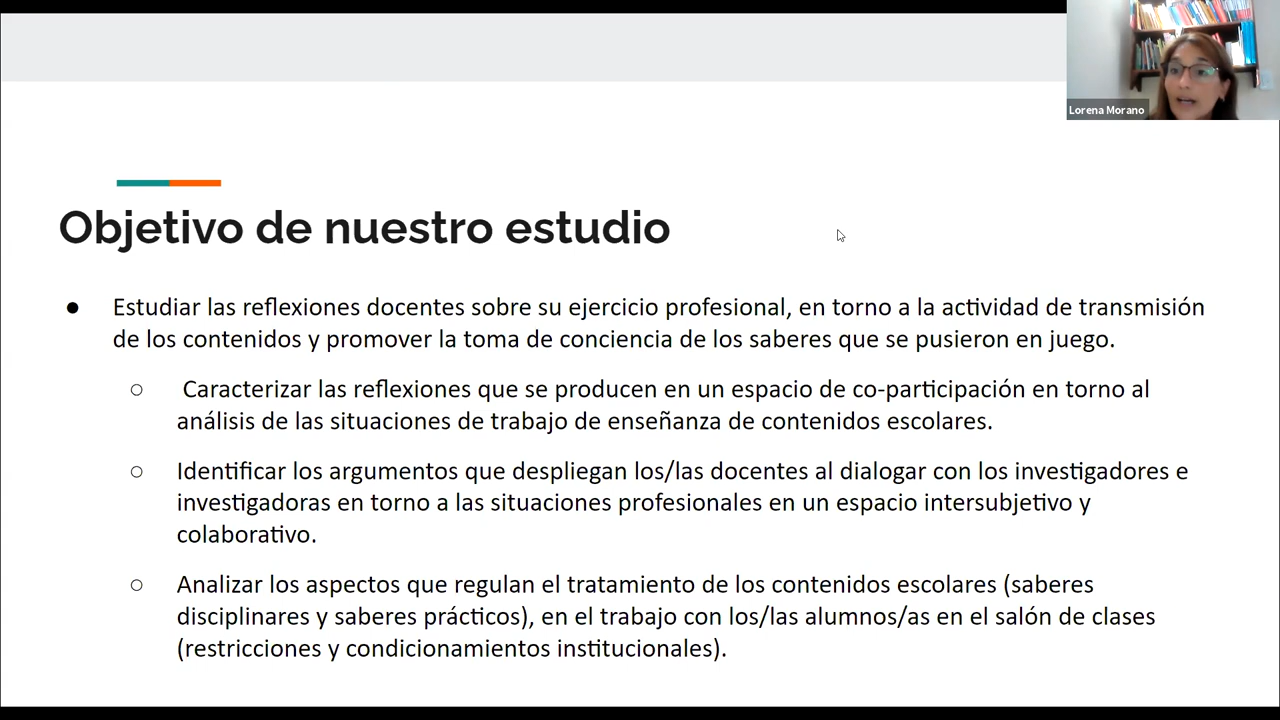 Lorena Morano
Objetivo de nuestro estudio
● Estudiar las reflexiones docentes sobre su ejercicio profesional, en torno a la actividad de transmisión
de los contenidos y promover la toma de conciencia de los saberes que se pusieron en juego.
○ Caracterizar las reflexiones que se producen en un espacio de co-participación en torno al
análisis de las situaciones de trabajo de enseñanza de contenidos escolares.
○ Identificar los argumentos que despliegan los/las docentes al dialogar con los investigadores e
investigadoras en torno a las situaciones profesionales en un espacio intersubjetivo y
colaborativo.
○ Analizar los aspectos que regulan el tratamiento de los contenidos escolares (saberes
disciplinares y saberes prácticos), en el trabajo con los/las alumnos/as en el salón de clases
(restricciones y condicionamientos institucionales).